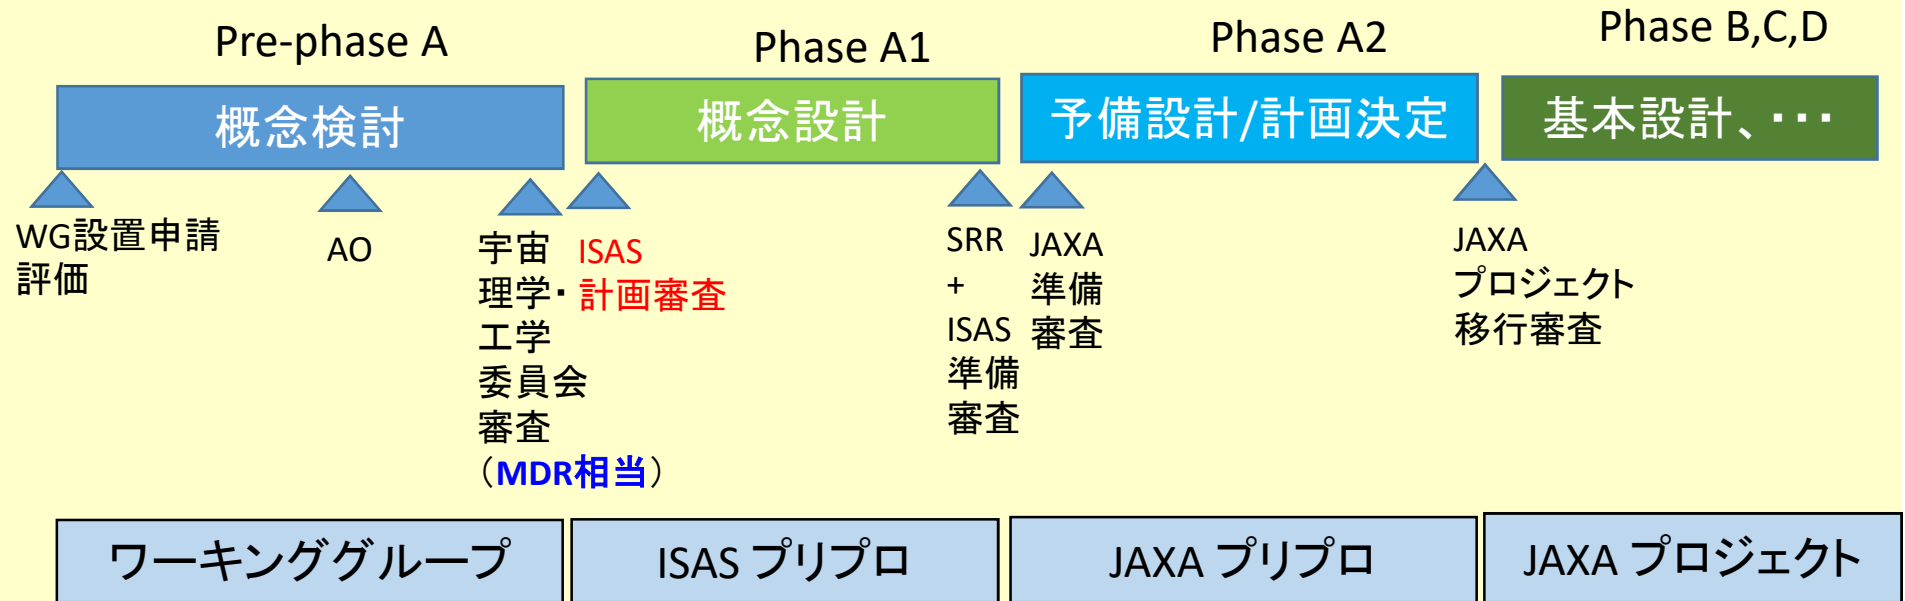 Pre-phase A
Phase A1
Phase A2
Phase B,C,D
概念検討
概念設計
予備設計/計画決定
基本設計、・・・
WG設置申請
評価
AO
宇宙
理学・
工学
委員会
審査
（MDR相当）
ISAS
計画審査
SRR
+
ISAS
準備
審査
JAXA
準備
審査
JAXA
プロジェクト
移行審査
ワーキンググループ
ISAS プリプロ
JAXA プリプロ
JAXA プロジェクト